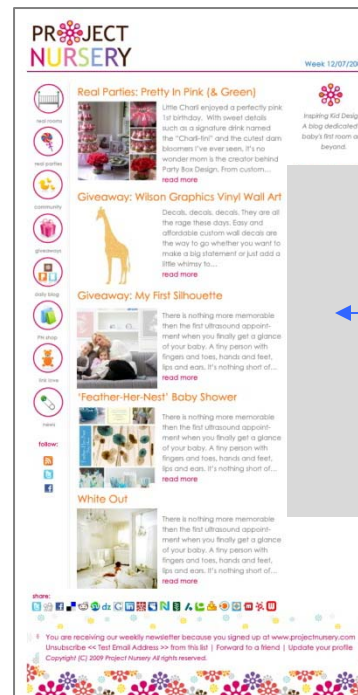 PROJECT
NURSERY
Week 12/07/200
real rooms
real parties
community
giveaways
daily blog
PN shop
little love
news
follow:
Real Parties: Pretty In Pink (& Green)
Little Charli enjoyed a perfectly pink
1st birthday. With sweet details
such as a signature drink named
the "Charli-tini" and the cutest darn
bloomers I've ever seen, it's no
wonder mom is the creator behind
Party Box Design. From custom...
read more
Giveaway: Wilson Graphics Vinyl Wall Art
Decals, decals, decals. They are all
the rage these days. Easy and
affordable custom wall decals are
the way to go whether you want to
make a big statement or just add a
little whimsy to...
read more
Giveaway: My First Silhouette
There is nothing more memorable
then the first ultrasound appoint-
ment when you finally get a glance
of your baby. A tiny person with
fingers and toes, hands and feet,
lips and ears. It's nothing short of...
read more
'Feather-Her-Nest' Baby Shower
There is nothing more memorable
then the first ultrasound appoint-
ment when you finally get a glance
of your baby. A tiny person with
fingers and toes, hands and feet,
lips and ears. It's nothing short of...
read more
White Out
There is nothing more memorable
then the first ultrasound appoint-
ment when you finally get a glance
of your baby. A tiny person with
fingers and toes, hands and feet,
lips and ears. It's nothing short of...
read more
Inspiring Kid Desig
A blog dedicated
baby's first room a
beyond.
share:
You are receiving our weekly newsletter because you signed up at www.projectnursery.com
Unsubscribe << Test Email Address >> from this list | Forward to a friend | Update your profile
Copyright (C) 2009 Project Nursery All rights reserved.